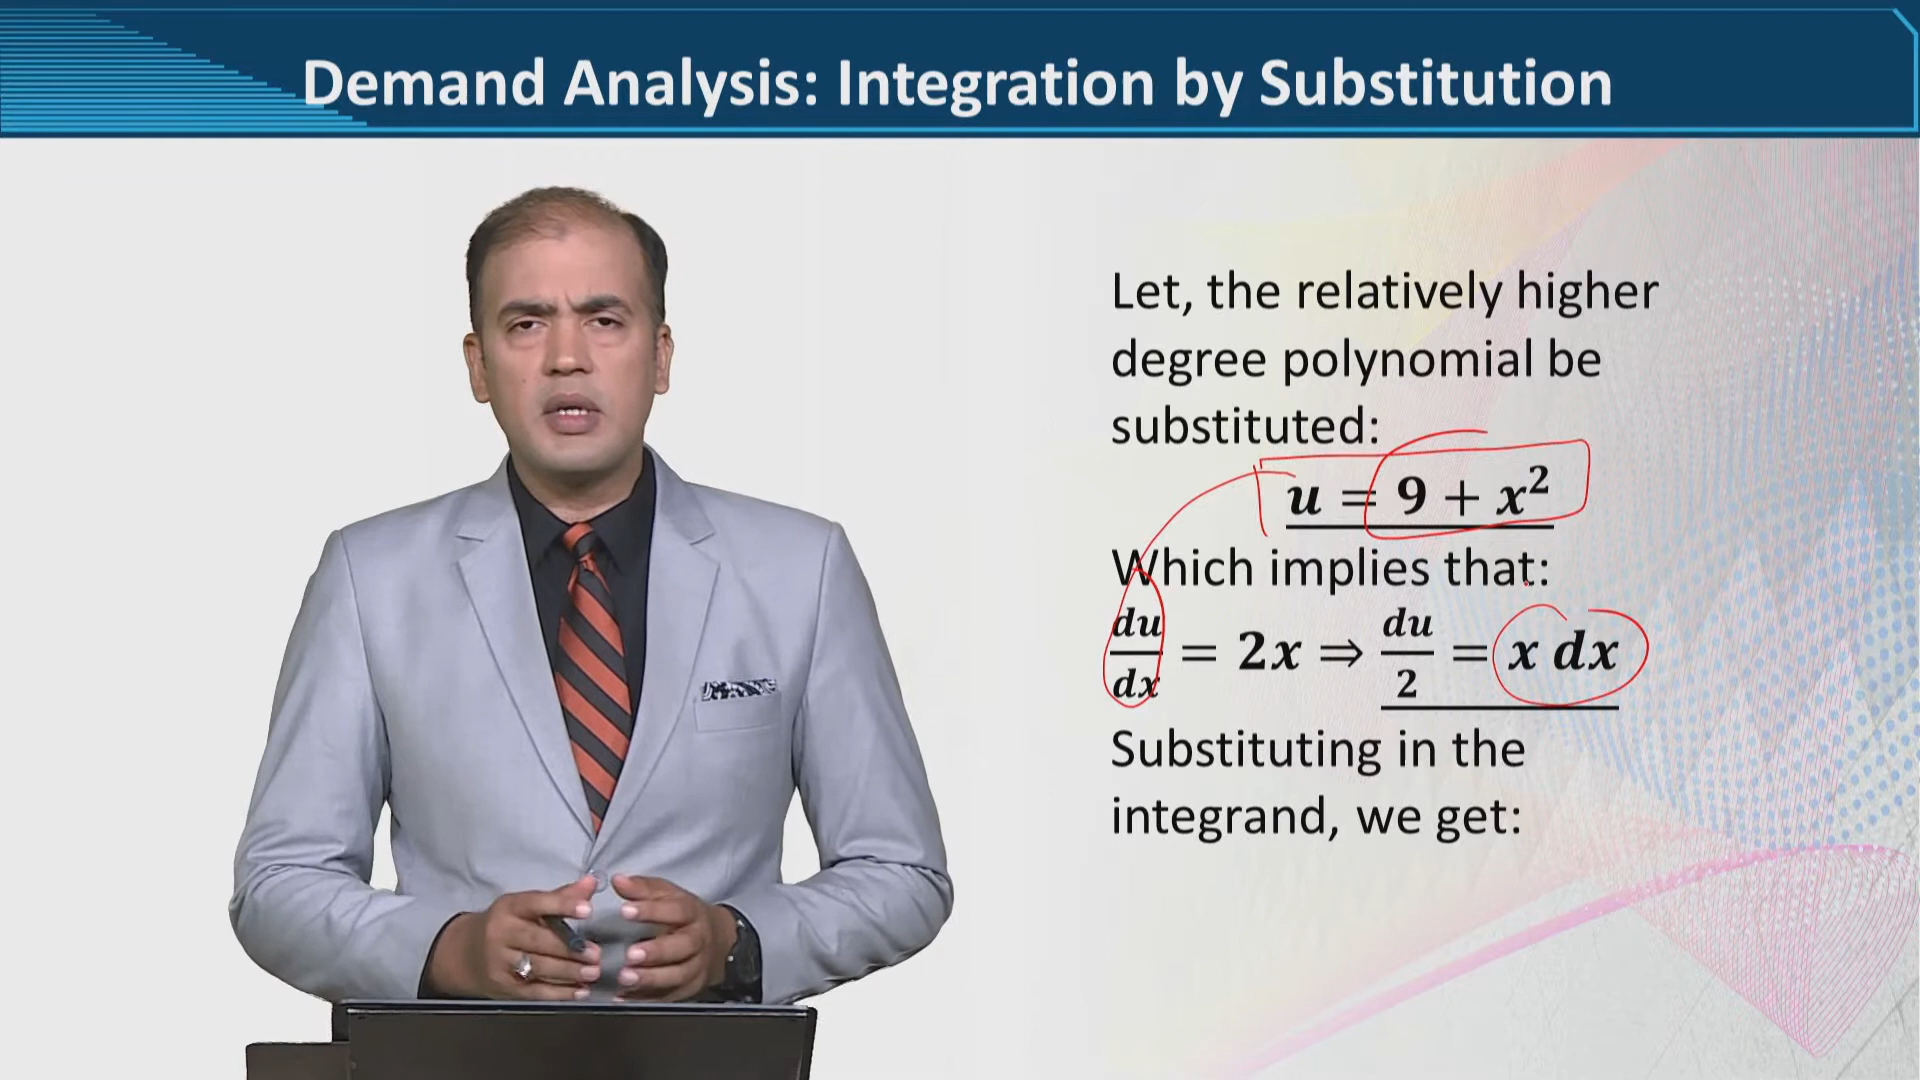 Demand Analysis: Integration by Substitution
Let, the relatively higher
degree polynomial be
substituted:
u = 9 + x²
Which implies that:
du/dx = 2x ⇒ du/2 = x dx
Substituting in the
integrand, we get: